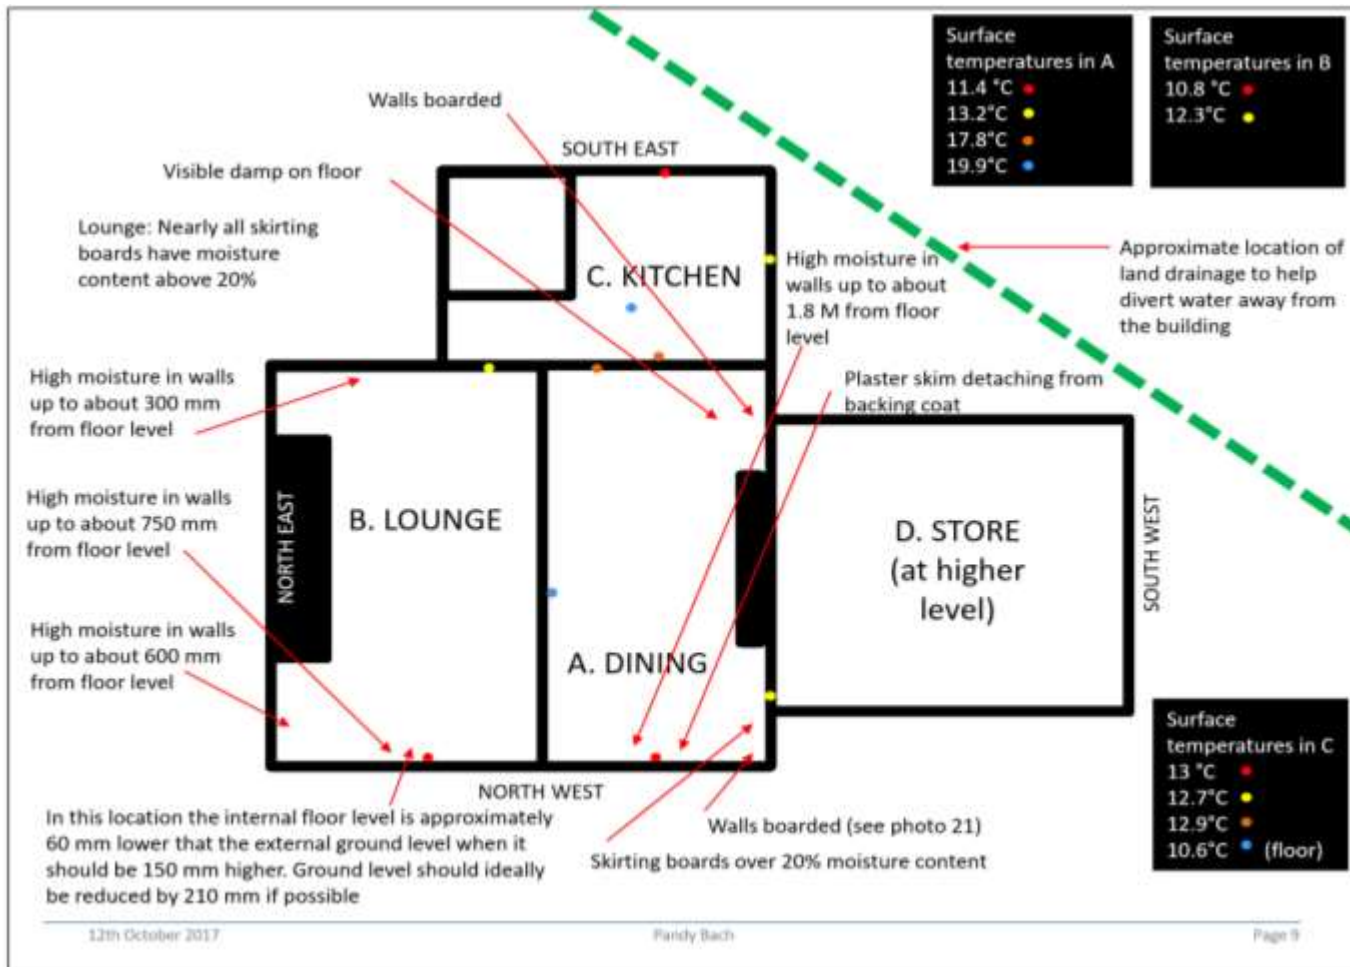 Surface
temperatures in A
11.4 °C
13.2°C
17.8°C
19.9°C
Surface
temperatures in B
10.8 °C
12.3°C
Walls boarded
SOUTH EAST
Visible damp on floor
Lounge: Nearly all skirting
boards have moisture
content above 20%
C. KITCHEN
High moisture in
walls up to about
1.8 M from floor
level
Approximate location of
land drainage to help
divert water away from
the building
High moisture in walls
up to about 300 mm
from floor level
Plaster skim detaching from
backing coat
High moisture in walls
up to about 750 mm
from floor level
NORTH EAST
B. LOUNGE
D. STORE
(at higher
level)
SOUTH WEST
High moisture in walls
up to about 600 mm
from floor level
A. DINING
Surface
temperatures in C
13 °C
12.7°C
12.9°C
10.6°C (floor)
NORTH WEST
In this location the internal floor level is approximately
60 mm lower that the external ground level when it
should be 150 mm higher. Ground level should ideally
be reduced by 210 mm if possible
Walls boarded (see photo 21)
Skirting boards over 20% moisture content
12th October 2017
Pandy Bach
Page 9